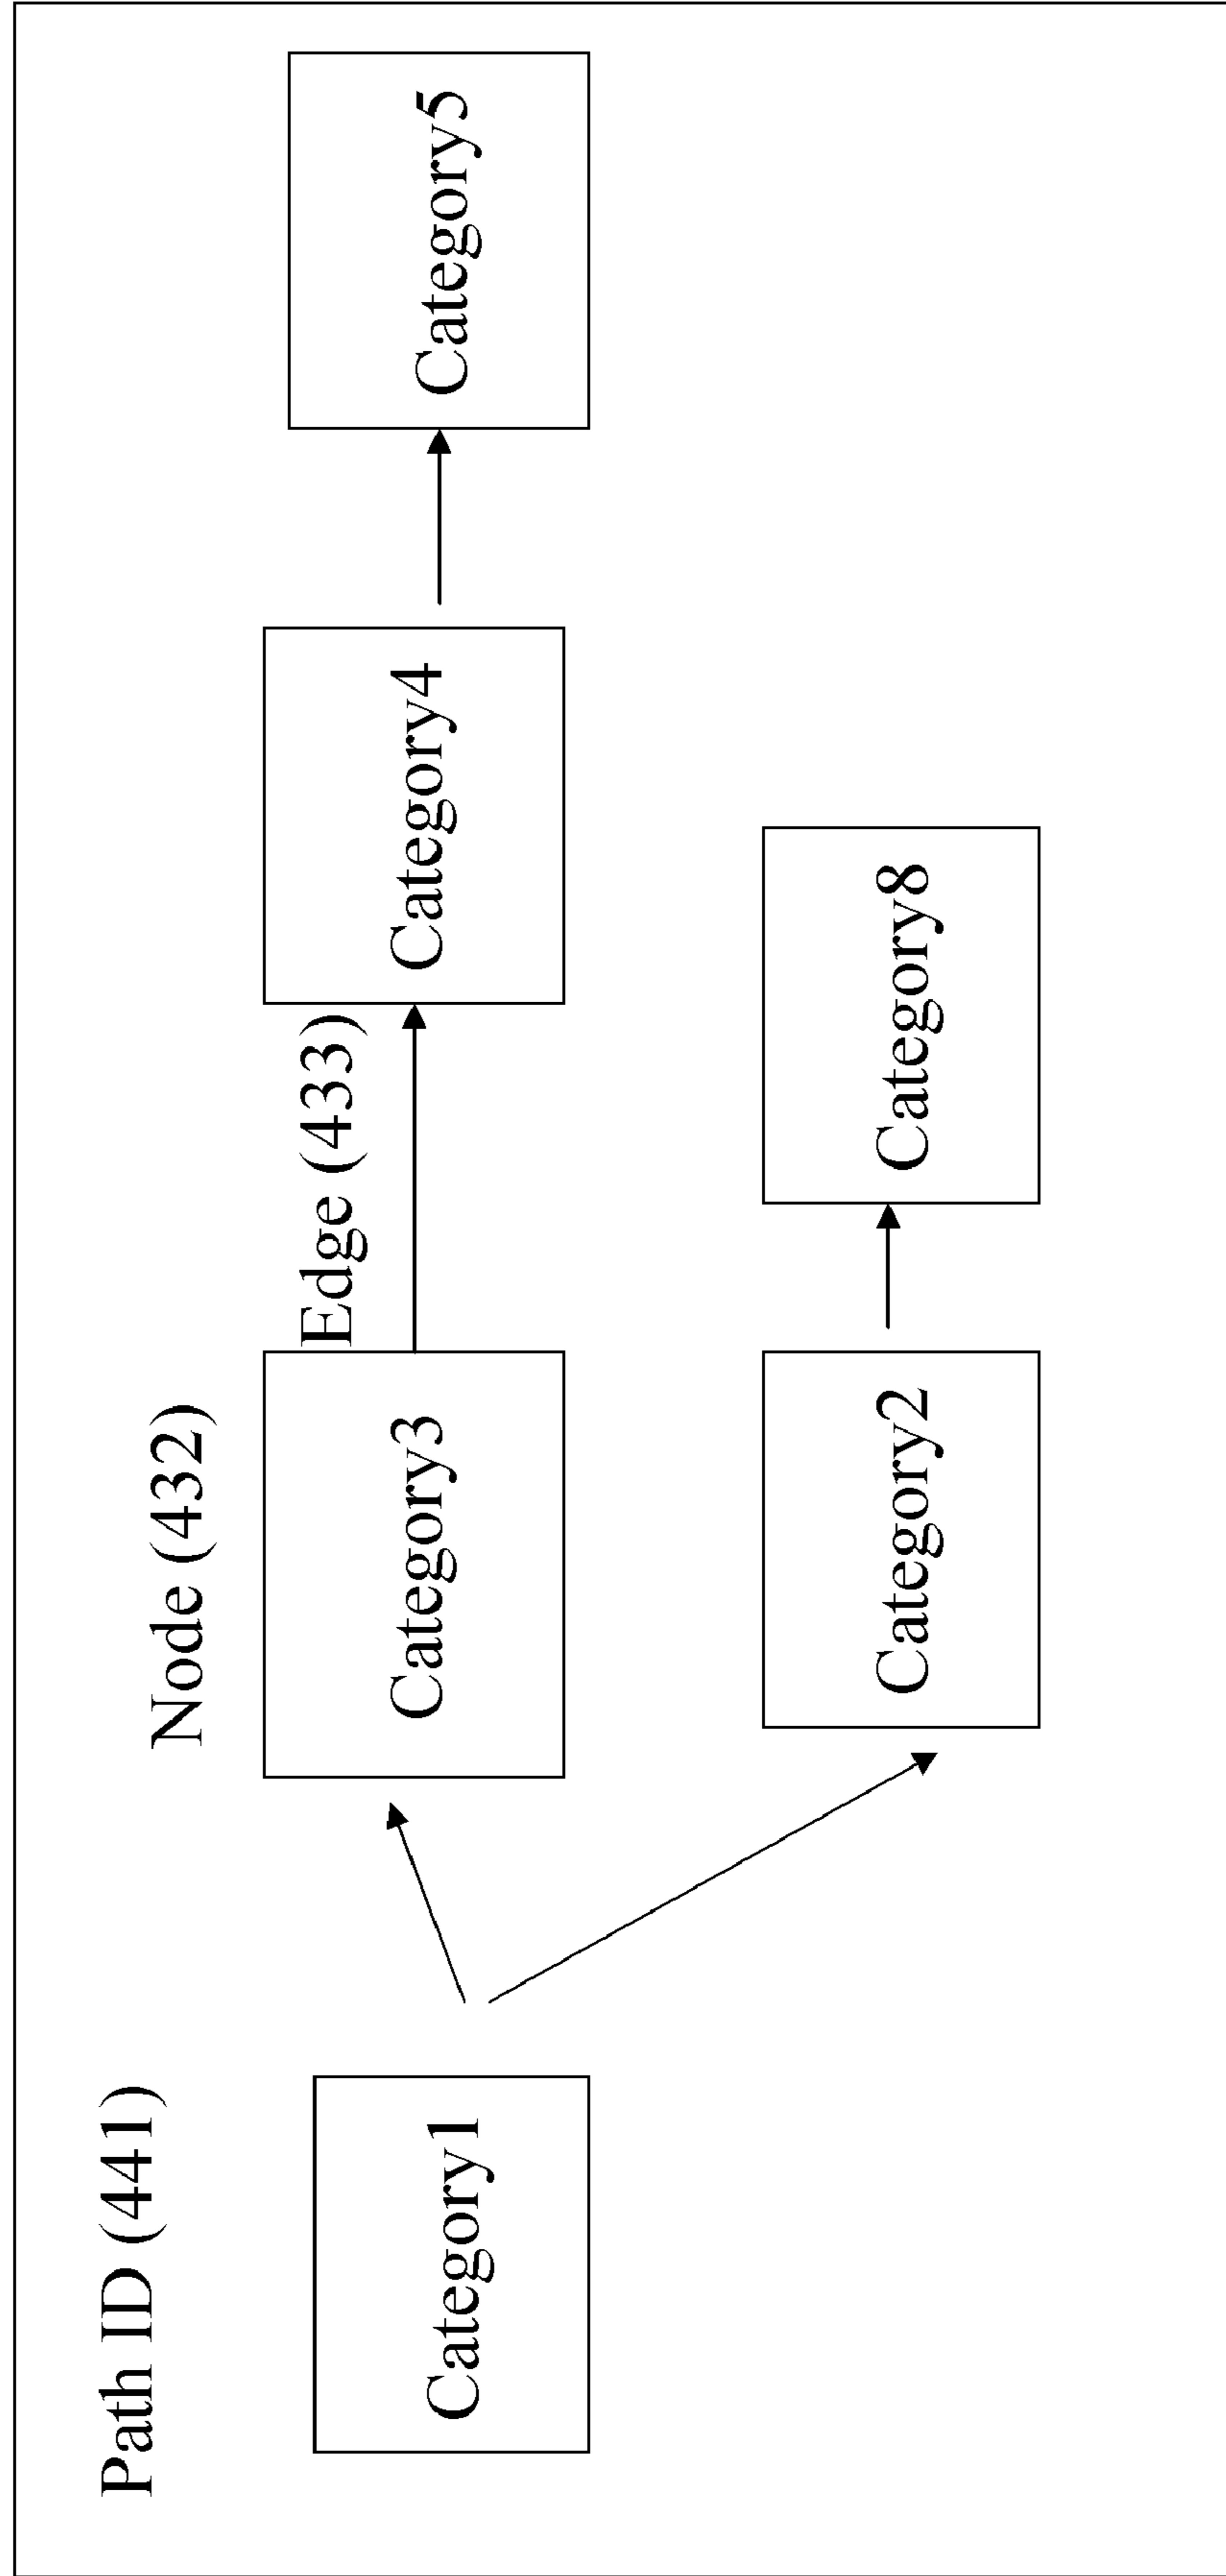 Path ID (441)
Node (432)
Edge (433)
Category1
Category3
Category4
Category5
Category2
Category8